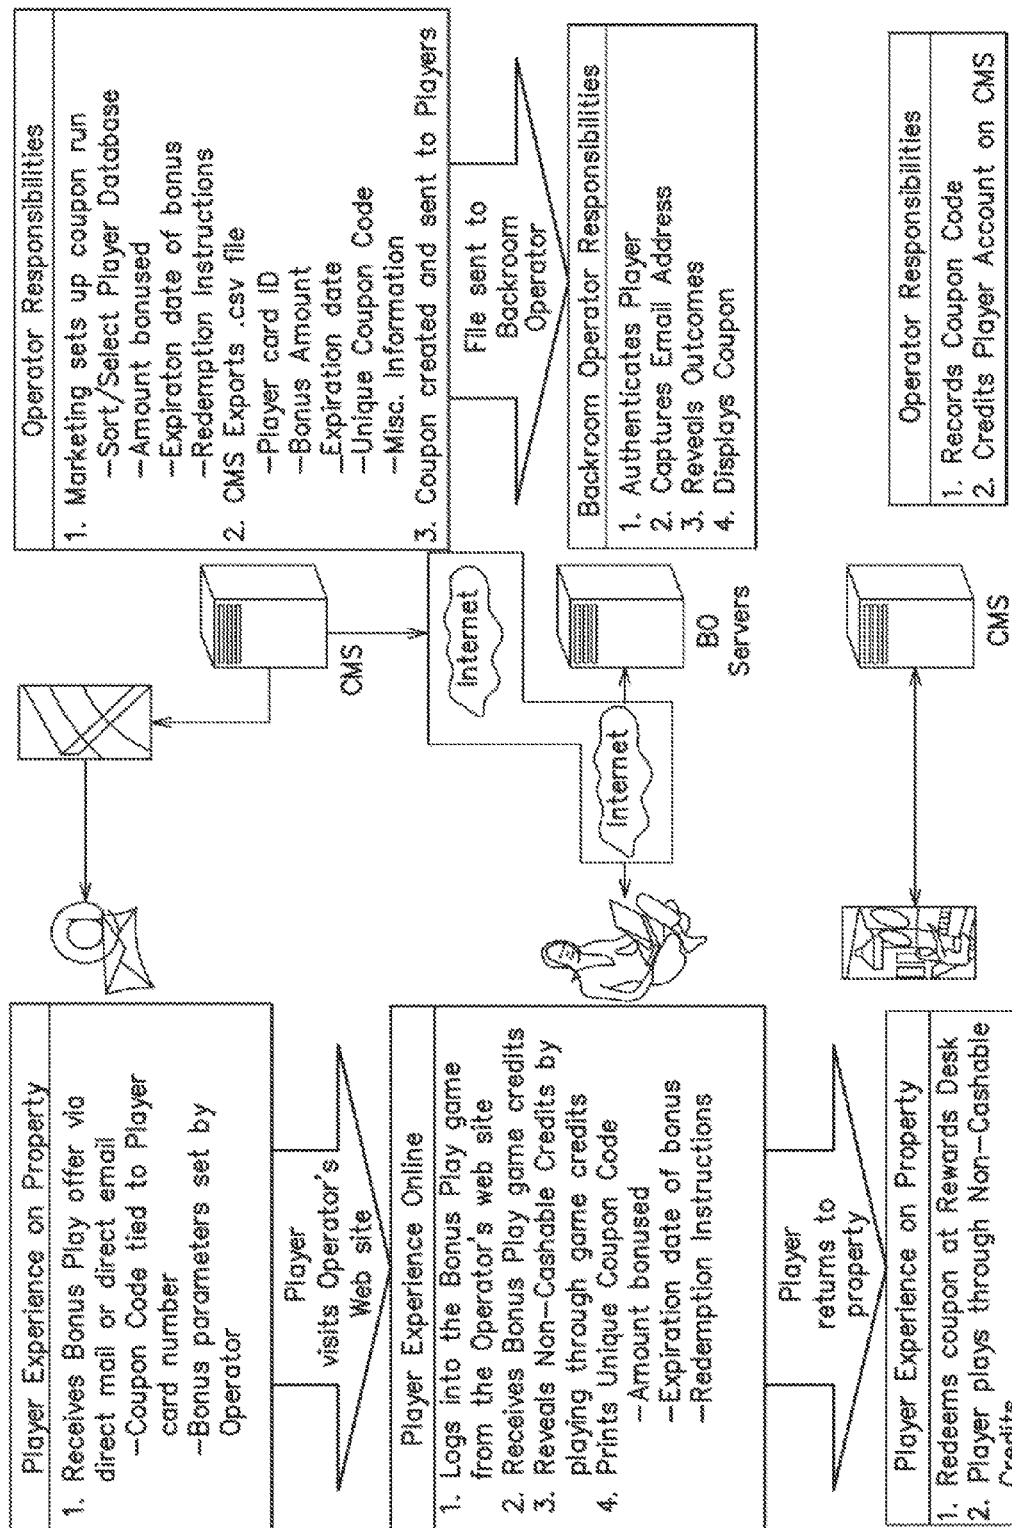 Player Experience on Property
1. Receives Bonus Play offer via
direct mail or direct email
-Coupon Code tied to Player
card number
-Bonus parameters set by
Operator
Player
visits Operator's
Web site
Player Experience Online
1. Logs into the Bonus Play game
from the Operator's web site
2. Receives Bonus Play game credits
3. Reveals Non-Cashable Credits by
playing through game credits
4. Prints Unique Coupon Code
-Amount bonused
-Expiration date of bonus
-Redemption Instructions
Player
returns to
property
Player Experience on Property
1. Redeems coupon at Rewards Desk
2. Player plays through Non-Cashable
Credits
CMS
Internet
Internet
BO
Servers
CMS
Operator Responsibilities
1. Marketing sets up coupon run
-Sort/Select Player Database
-Amount bonused
-Expiraton date of bonus
-Redemption Instructions
2. CMS Exports .csv file
-Player card ID
-Bonus Amount
-Expiration date
-Unique Coupon Code
-Misc. Information
3. Coupon created and sent to Players
File sent to
Backroom
Operator
Backroom Operator Responsibilities
1. Authenticates Player
2. Captures Email Address
3. Reveals Outcomes
4. Displays Coupon
Operator Responsibilities
1. Records Coupon Code
2. Credits Player Account on CMS